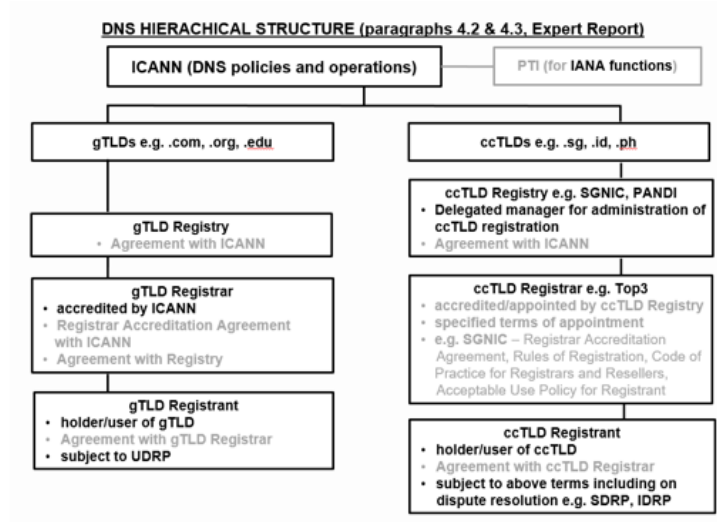 DNS HIERACHICAL STRUCTURE (paragraphs 4.2 & 4.3, Expert Report)
ICANN (DNS policies and operations)
PTI (for IANA functions)
gTLDs e.g. .com, .org, .edu
ccTLDs e.g. .sg, .id, .ph
gTLD Registry
• Agreement with ICANN
gTLD Registrar
• accredited by ICANN
• Registrar Accreditation Agreement
with ICANN
• Agreement with Registry
gTLD Registrant
• holder/user of gTLD
• Agreement with gTLD Registrar
• subject to UDRP
ccTLD Registry e.g. SGNIC, PANDI
• Delegated manager for administration of
ccTLD registration
• Agreement with ICANN
ccTLD Registrar e.g. Top3
• accredited/appointed by ccTLD Registry
• specified terms of appointment
• e.g. SGNIC – Registrar Accreditation
Agreement, Rules of Registration, Code of
Practice for Registrars and Resellers,
Acceptable Use Policy for Registrant
ccTLD Registrant
• holder/user of ccTLD
• Agreement with ccTLD Registrar
• subject to above terms including on
dispute resolution e.g. SDRP, IDRP